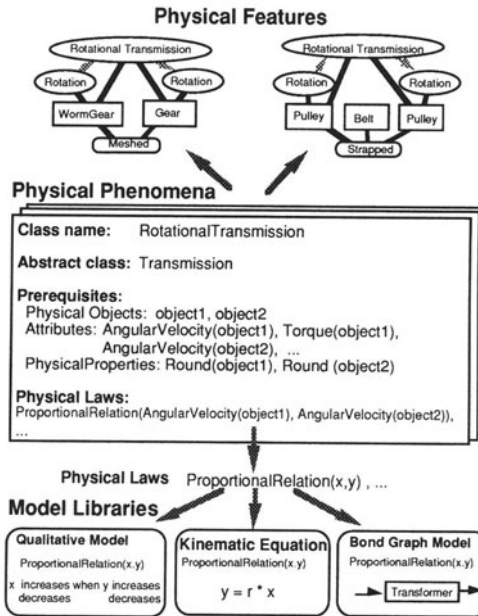 Physical Features
Rotational Transmission
Rotation
Rotation
WormGear
Gear
Meshed
Rotational Transmission
Rotation
Rotation
Pulley
Belt
Pulley
Strapped
Physical Phenomena
Class name: RotationalTransmission
Abstract class: Transmission
Prerequisites:
Physical Objects: object1, object2
Attributes: AngularVelocity(object1), Torque(object1),
AngularVelocity(object2), ...
PhysicalProperties: Round(object1), Round (object2)
Physical Laws:
ProportionalRelation(AngularVelocity(object1), AngularVelocity(object2)),
...
Physical Laws ProportionalRelation(x,y) , ...
Model Libraries
Qualitative Model
ProportionalRelation(x.y)
x increases when y increases
decreases decreases
Kinematic Equation
ProportionalRelation(x.y)
y = r * x
Bond Graph Model
ProportionalRelation(x.y)
Transformer